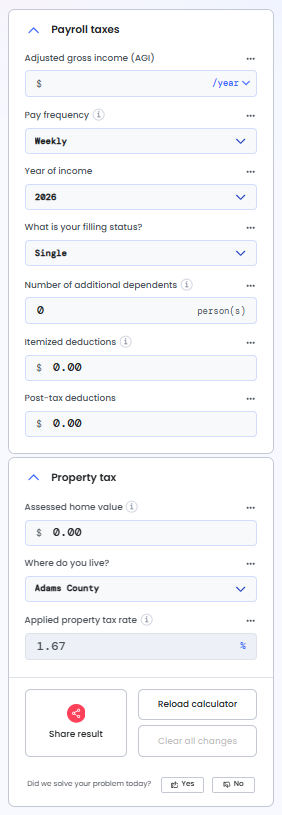 Payroll taxes
Adjusted gross income (AGI) ...
$ /year
Pay frequency i ...
Weekly
Year of income ...
2026
What is your filling status? ...
Single
Number of additional dependents i ...
0 person(s)
Itemized deductions i ...
$ 0.00
Post-tax deductions ...
$ 0.00
Property tax
Assessed home value i ...
$ 0.00
Where do you live? ...
Adams County
Applied property tax rate i ...
1.67 %
Share result
Reload calculator
Clear all changes
Did we solve your problem today? Yes No